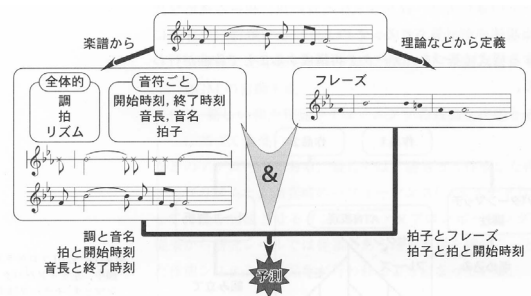 楽譜から
理論などから定義
全体的
調
拍
リズム
音符ごと
開始時刻, 終了時刻
音長, 音名
拍子
フレーズ
&
調と音名
拍と開始時刻
音長と終了時刻
拍子とフレーズ
拍子と拍と開始時刻
予測